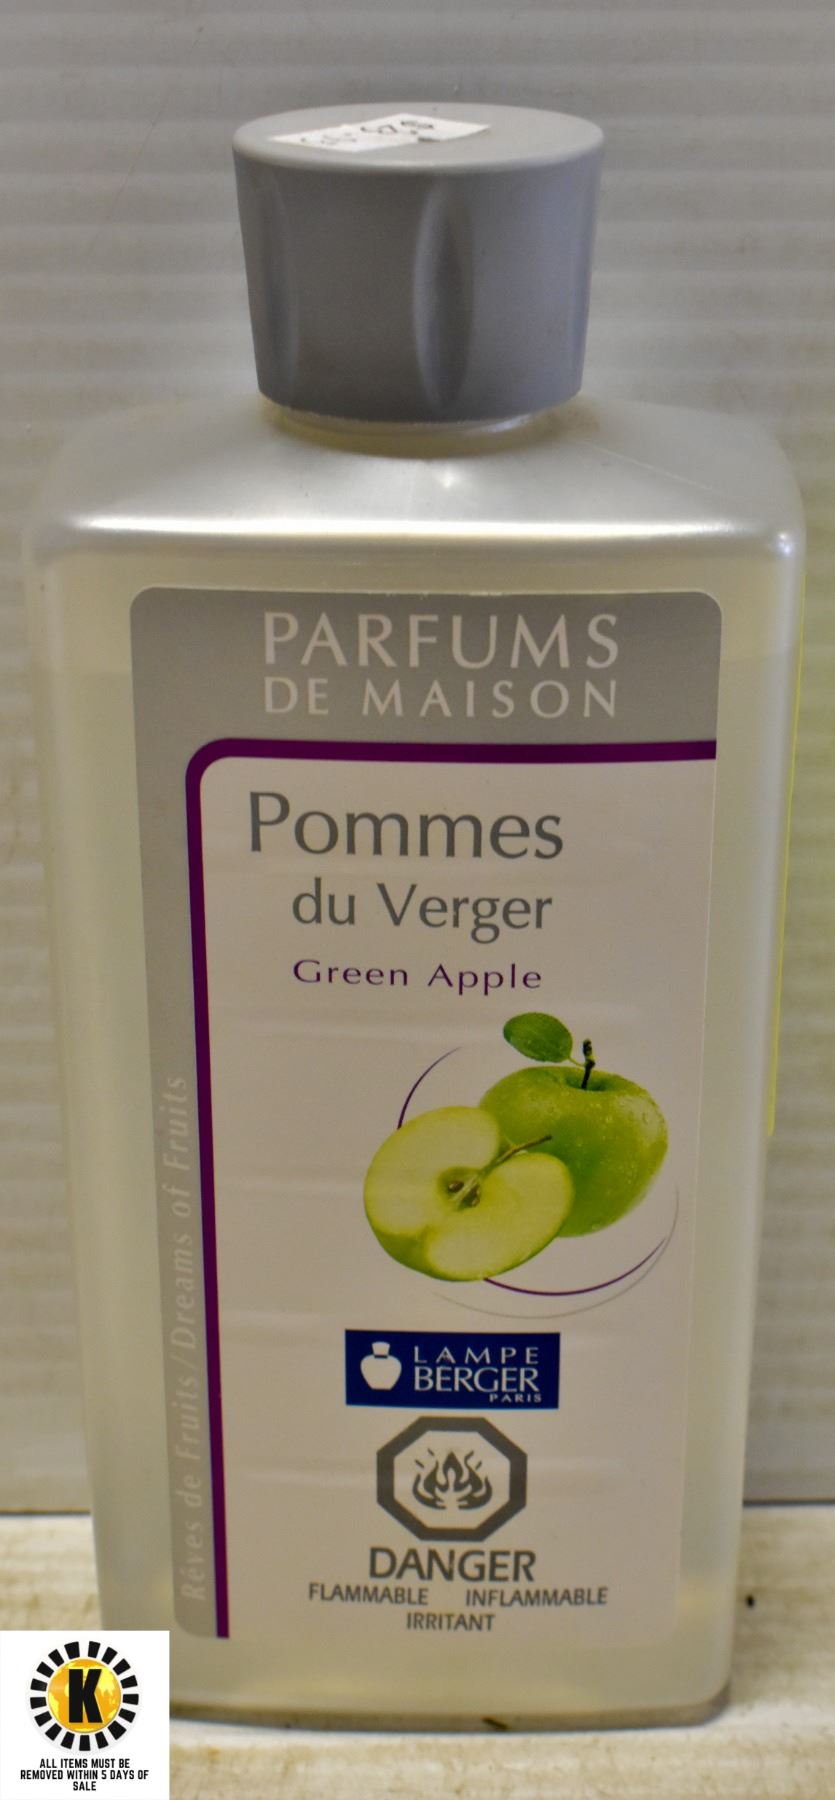 PARFUMS
DE MAISON
Pommes
du Verger
Green Apple
Rêves de Fruits/Dreams of Fruits
LAMPE
BERGER
PARIS
DANGER
FLAMMABLE INFLAMMABLE
IRRITANT
K
ALL ITEMS MUST BE
REMOVED WITHIN 5 DAYS OF
SALE